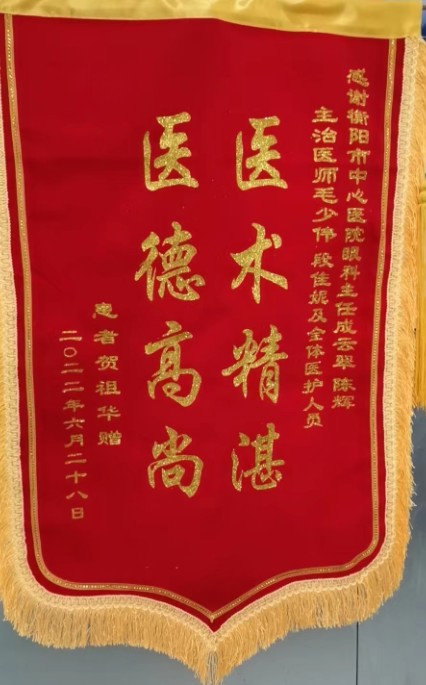 感谢衡阳市中心医院眼科主任成云翠 陈辉
主治医师毛少伟 段佳妮及全体医护人员
医术精湛
医德高尚
患者贺祖华赠
二〇二二年六月二十八日